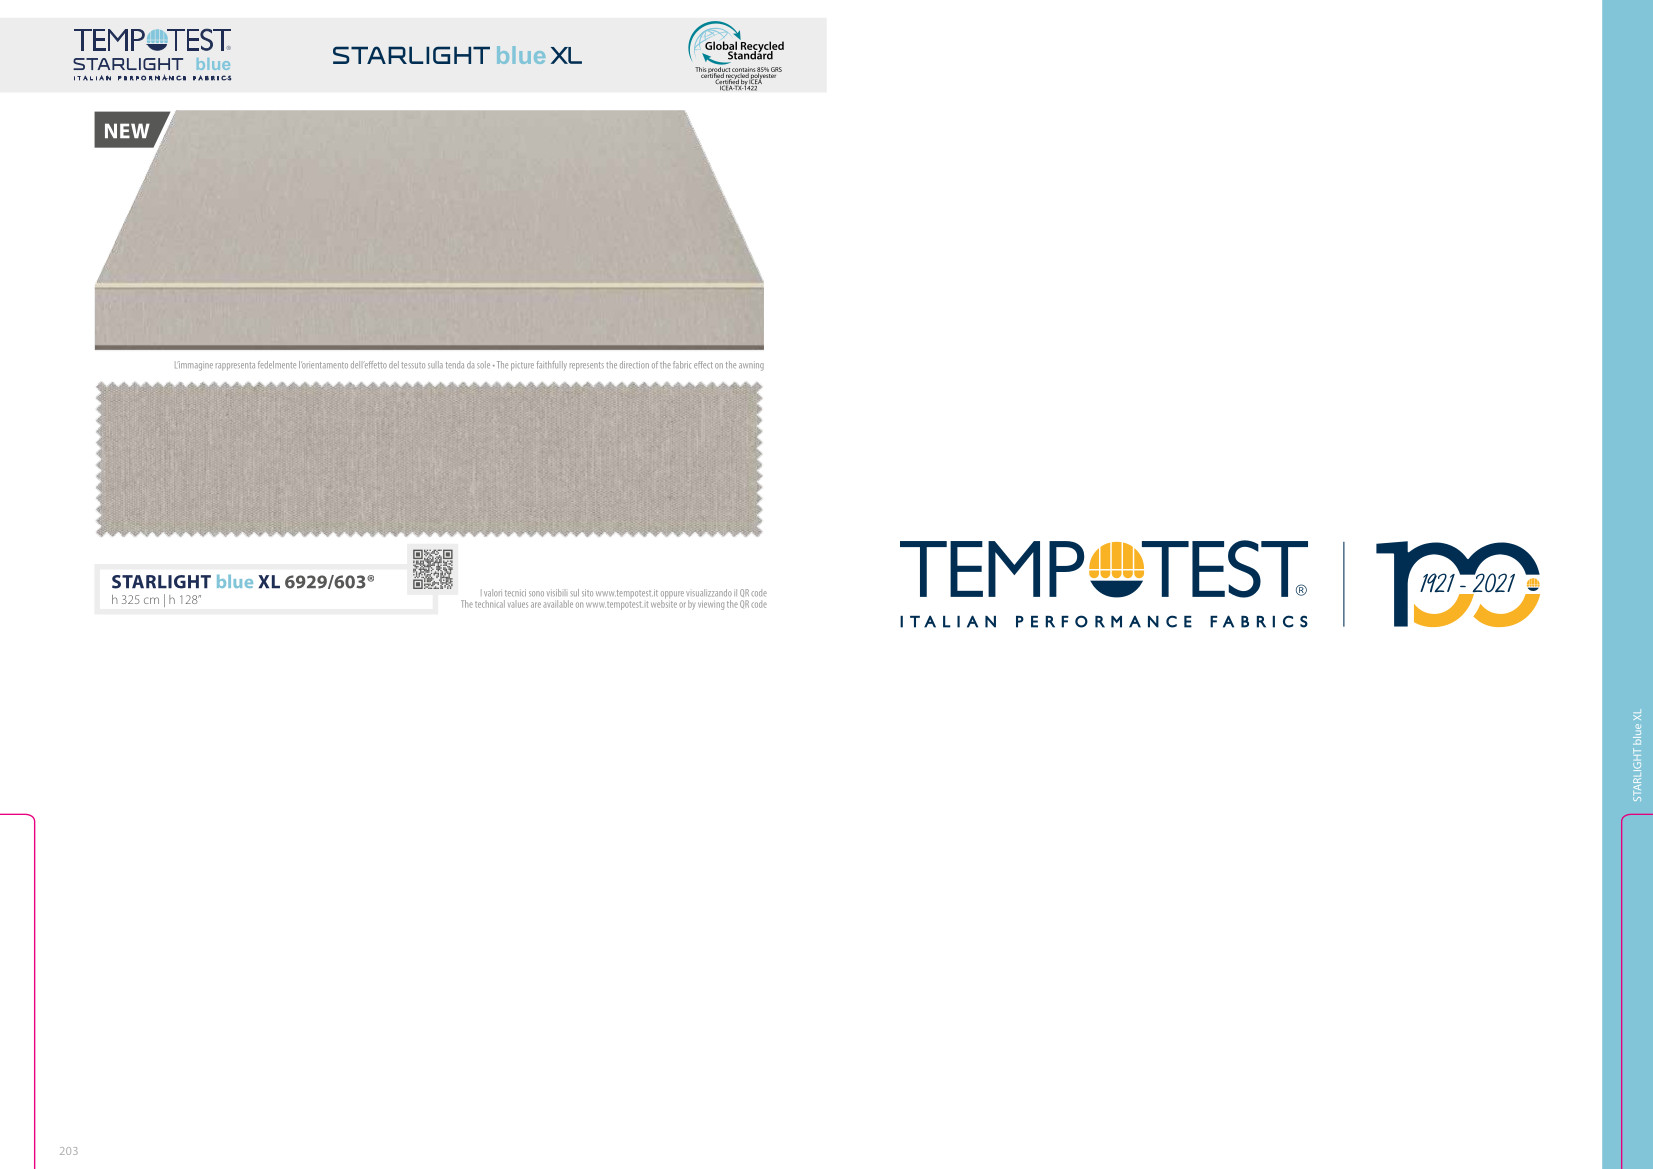 TEMPOTEST®
STARLIGHT blue
ITALIAN PERFORMANCE FABRICS
STARLIGHT blue XL
Global Recycled
Standard
This product contains 85% GRS
certified recycled polyester
Certified by ICEA
ICEA-TX-1422
NEW
L'immagine rappresenta fedelmente l'orientamento dell'effetto del tessuto sulla tenda da sole • The picture faithfully represents the direction of the fabric effect on the awning
STARLIGHT blue XL 6929/603®
h 325 cm | h 128"
I valori tecnici sono visibili sul sito www.tempotest.it oppure visualizzando il QR code
The technical values are available on www.tempotest.it website or by viewing the QR code
TEMPOTEST®
ITALIAN PERFORMANCE FABRICS
100
1921 - 2021
STARLIGHT blue XL
203